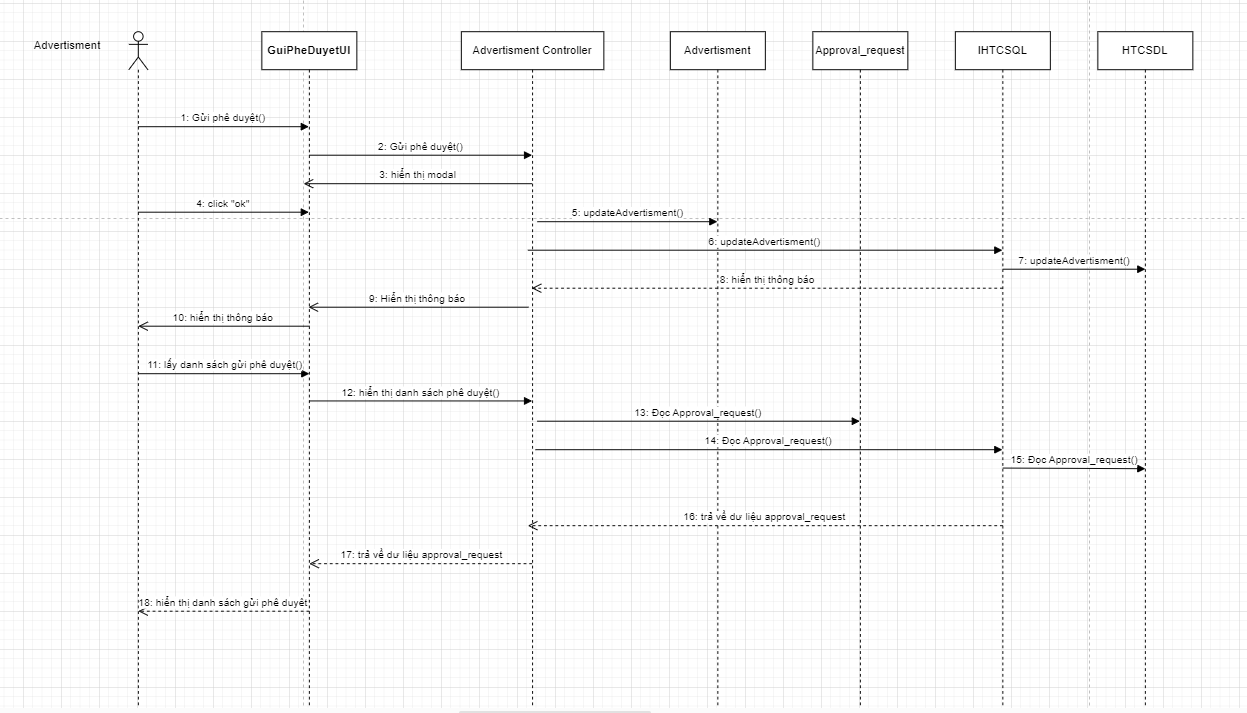 Advertisment
GuiPheDuyetUI
Advertisment Controller
Advertisment
Approval_request
IHTCSQL
HTCSDL
1: Gửi phê duyệt()
2: Gửi phê duyệt()
3: hiển thị modal
4: click "ok"
5: updateAdvertisment()
6: updateAdvertisment()
7: updateAdvertisment()
8: hiển thị thông báo
9: Hiển thị thông báo
10: hiển thị thông báo
11: lấy danh sách gửi phê duyệt()
12: hiển thị danh sách phê duyệt()
13: Đọc Approval_request()
14: Đọc Approval_request()
15: Đọc Approval_request()
16: trả về dư liệu approval_request
17: trả về dư liệu approval_request
18: hiển thị danh sách gửi phê duyệt